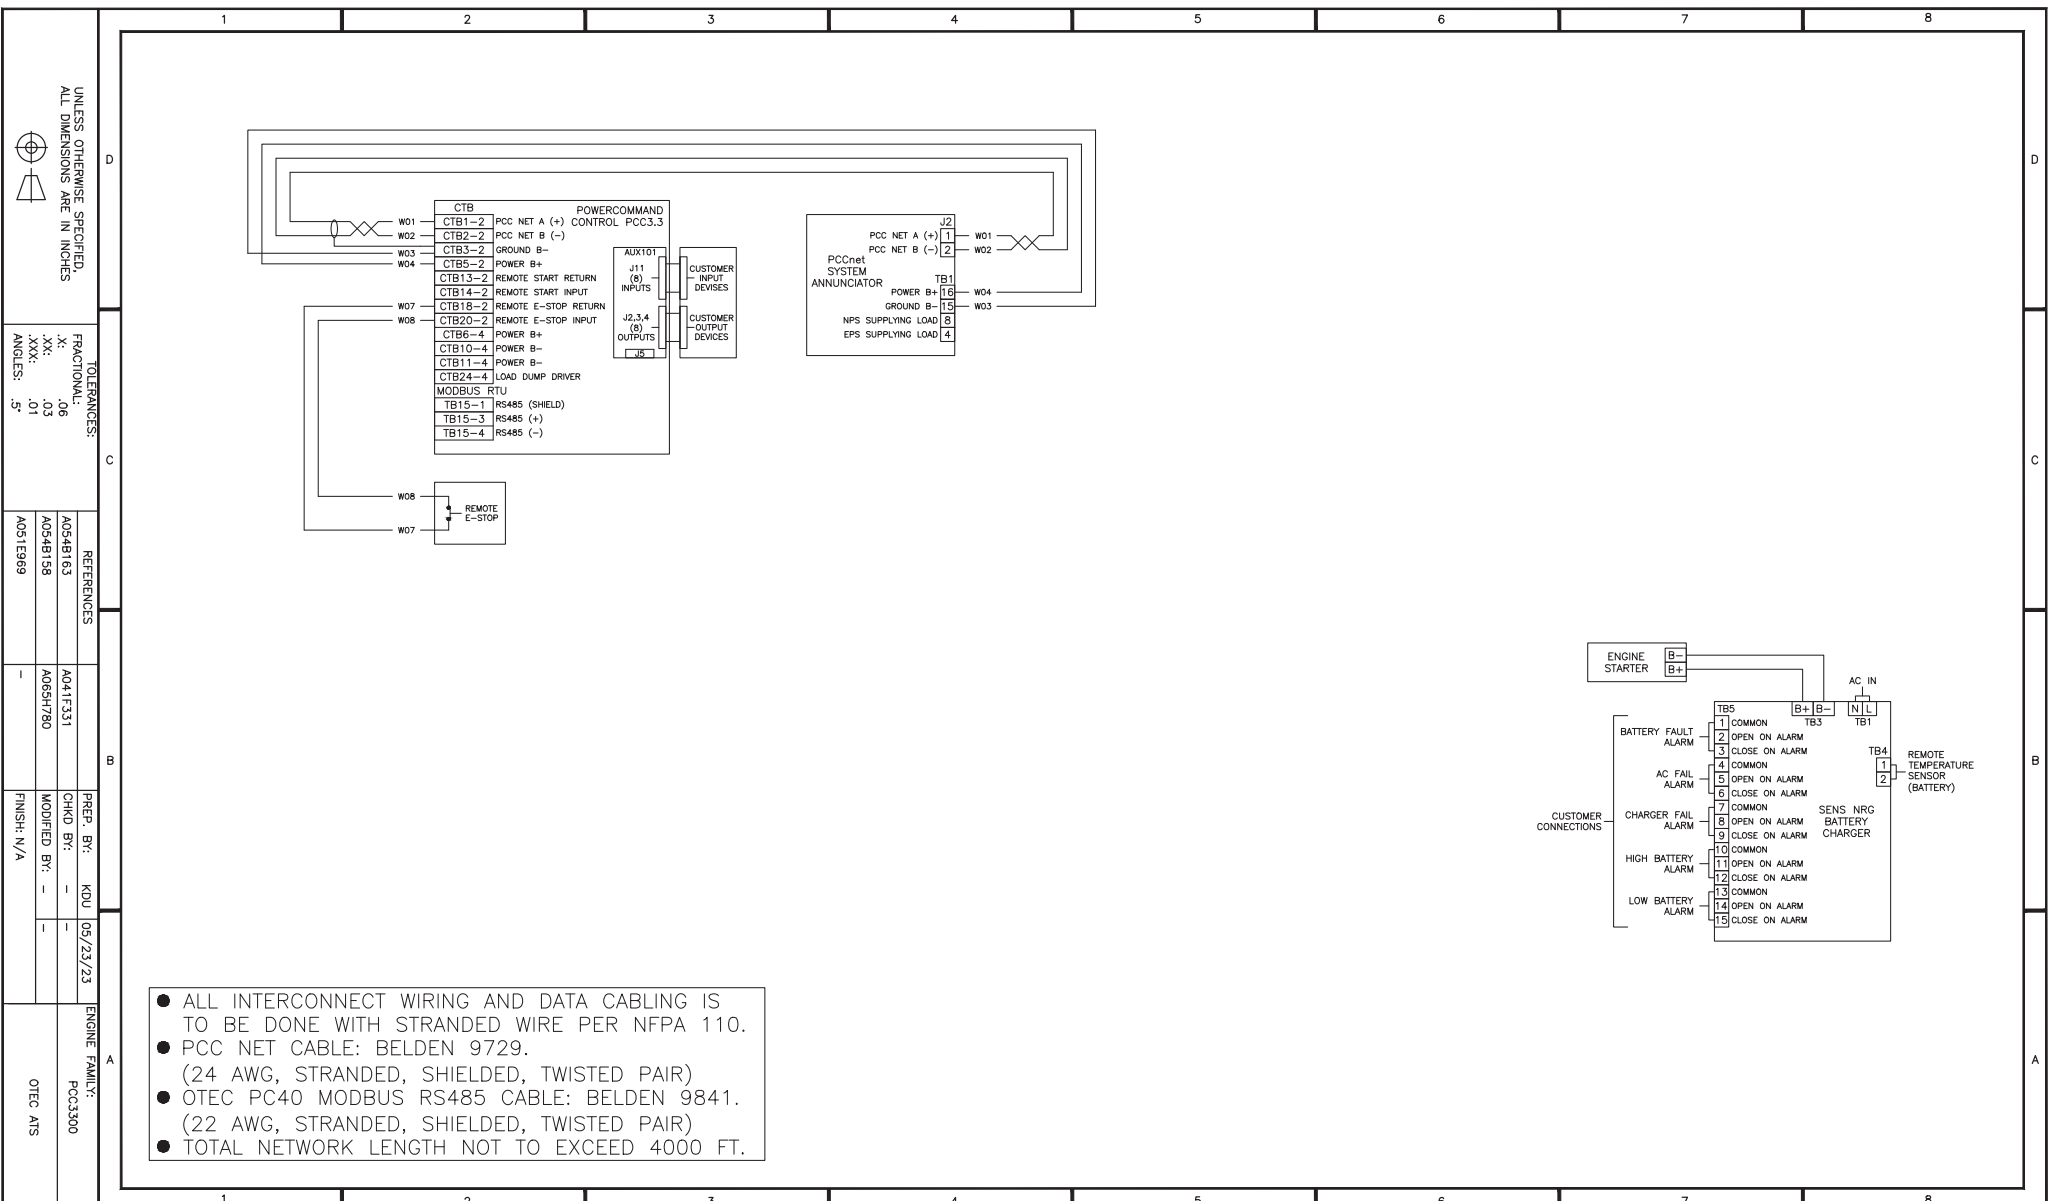 1 2 3 4 5 6 7 8
D
C
B
A
D
C
B
A
UNLESS OTHERWISE SPECIFIED,
ALL DIMENSIONS ARE IN INCHES
TOLERANCES:
FRACTIONAL:
.X: .06
.XX: .03
.XXX: .01
ANGLES: .5°
REFERENCES
A054B163 A041F331
A054B158 A065H780
A051E969 -
PREP. BY: KDU 05/23/23
CHKD BY: - -
MODIFIED BY: - -
FINISH: N/A
ENGINE FAMILY:
PCC3300
OTEC ATS
CTB
POWERCOMMAND
CONTROL PCC3.3
W01 CTB1-2 PCC NET A (+)
W02 CTB2-2 PCC NET B (-)
W03 CTB3-2 GROUND B-
W04 CTB5-2 POWER B+
CTB13-2 REMOTE START RETURN
CTB14-2 REMOTE START INPUT
W07 CTB18-2 REMOTE E-STOP RETURN
W08 CTB20-2 REMOTE E-STOP INPUT
CTB6-4 POWER B+
CTB10-4 POWER B-
CTB11-4 POWER B-
CTB24-4 LOAD DUMP DRIVER
MODBUS RTU
TB15-1 RS485 (SHIELD)
TB15-3 RS485 (+)
TB15-4 RS485 (-)
AUX101
J11
(8)
INPUTS
J2,3,4
(8)
OUTPUTS
J5
CUSTOMER
INPUT
DEVISES
CUSTOMER
OUTPUT
DEVICES
W08
W07
REMOTE
E-STOP
PCCnet
SYSTEM
ANNUNCIATOR
J2
PCC NET A (+) 1 W01
PCC NET B (-) 2 W02
TB1
POWER B+ 16 W04
GROUND B- 15 W03
NPS SUPPLYING LOAD 8
EPS SUPPLYING LOAD 4
ENGINE
STARTER
B-
B+
AC IN
TB5
B+ B-
TB3
N L
TB1
1 COMMON
2 OPEN ON ALARM
3 CLOSE ON ALARM
4 COMMON
5 OPEN ON ALARM
6 CLOSE ON ALARM
7 COMMON
8 OPEN ON ALARM
9 CLOSE ON ALARM
10 COMMON
11 OPEN ON ALARM
12 CLOSE ON ALARM
13 COMMON
14 OPEN ON ALARM
15 CLOSE ON ALARM
BATTERY FAULT
ALARM
AC FAIL
ALARM
CHARGER FAIL
ALARM
HIGH BATTERY
ALARM
LOW BATTERY
ALARM
CUSTOMER
CONNECTIONS
SENS NRG
BATTERY
CHARGER
TB4
1
2
REMOTE
TEMPERATURE
SENSOR
(BATTERY)
● ALL INTERCONNECT WIRING AND DATA CABLING IS
TO BE DONE WITH STRANDED WIRE PER NFPA 110.
● PCC NET CABLE: BELDEN 9729.
(24 AWG, STRANDED, SHIELDED, TWISTED PAIR)
● OTEC PC40 MODBUS RS485 CABLE: BELDEN 9841.
(22 AWG, STRANDED, SHIELDED, TWISTED PAIR)
● TOTAL NETWORK LENGTH NOT TO EXCEED 4000 FT.
1 2 3 4 5 6 7 8